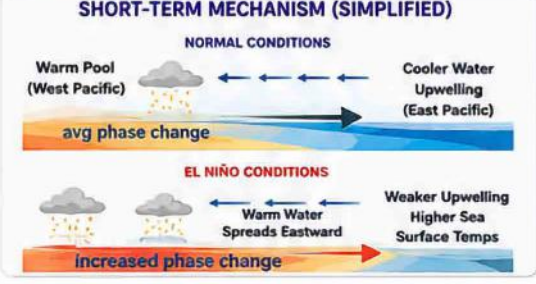 SHORT-TERM MECHANISM (SIMPLIFIED)
NORMAL CONDITIONS
Warm Pool
(West Pacific)
Cooler Water
Upwelling
(East Pacific)
avg phase change
EL NIÑO CONDITIONS
Warm Water
Spreads Eastward
Weaker Upwelling
Higher Sea
Surface Temps
increased phase change